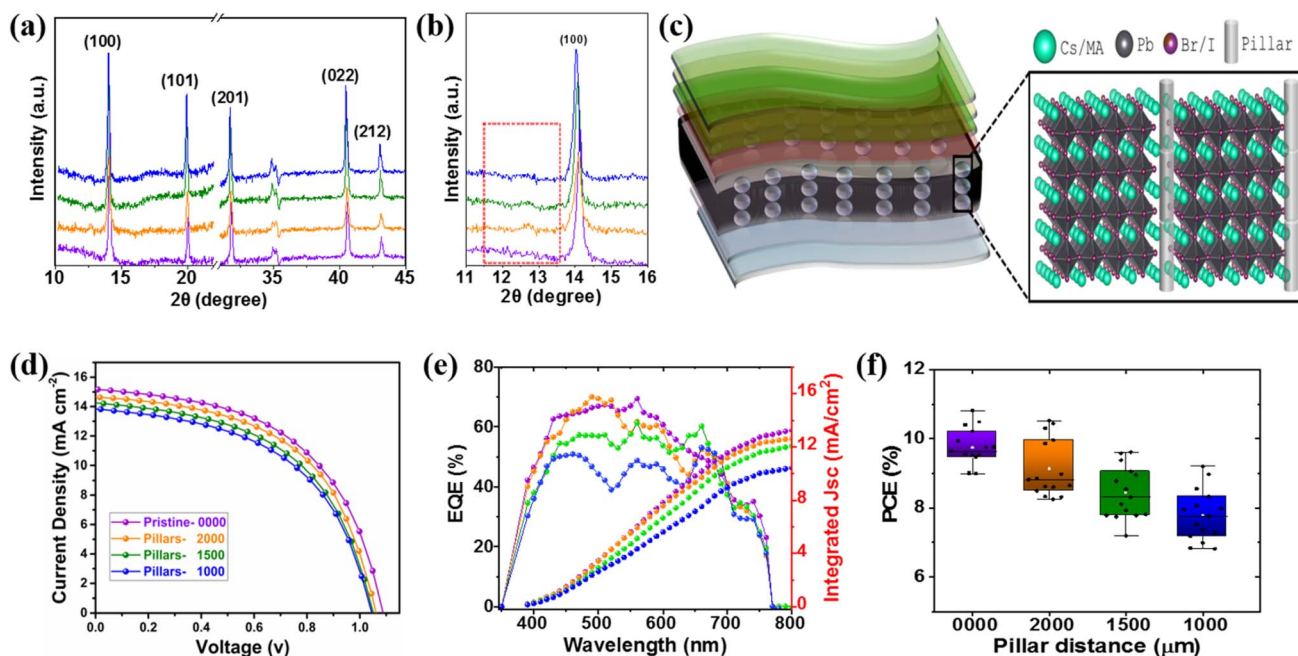 (a)
(100)
(101)
(201)
(022)
(212)
Intensity (a.u.)
10 15 20 40 45
2θ (degree)
(b)
(100)
Intensity (a.u.)
11 12 13 14 15 16
2θ (degree)
(c)
Cs/MA Pb Br/I Pillar
(d)
Current Density (mA cm⁻²)
16
14
12
10
8
6
4
2
0
Pristine- 0000
Pillars- 2000
Pillars- 1500
Pillars- 1000
0.0 0.2 0.4 0.6 0.8 1.0
Voltage (v)
(e)
EQE (%)
80
60
40
20
0
Integrated Jsc (mA/cm²)
16
12
8
4
0
400 500 600 700 800
Wavelength (nm)
(f)
PCE (%)
12
10
8
6
0000 2000 1500 1000
Pillar distance (μm)